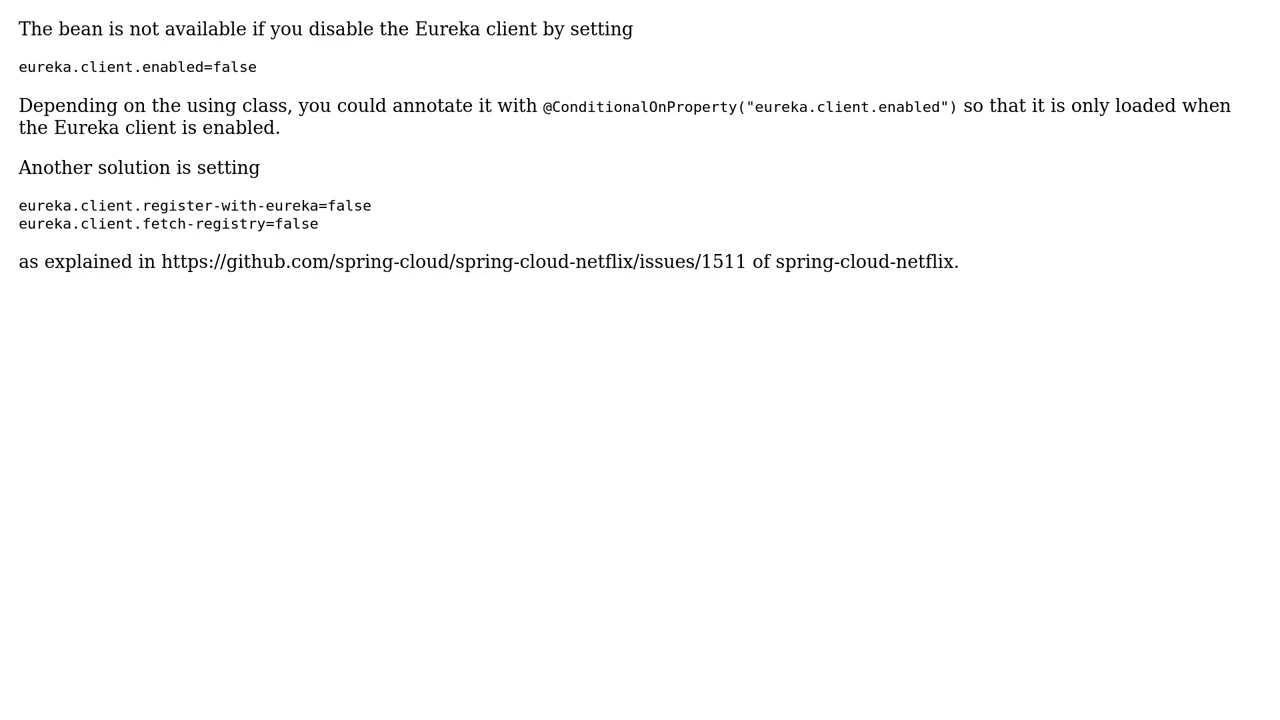 The bean is not available if you disable the Eureka client by setting
eureka.client.enabled=false
Depending on the using class, you could annotate it with @ConditionalOnProperty("eureka.client.enabled") so that it is only loaded when
the Eureka client is enabled.
Another solution is setting
eureka.client.register-with-eureka=false
eureka.client.fetch-registry=false
as explained in https://github.com/spring-cloud/spring-cloud-netflix/issues/1511 of spring-cloud-netflix.